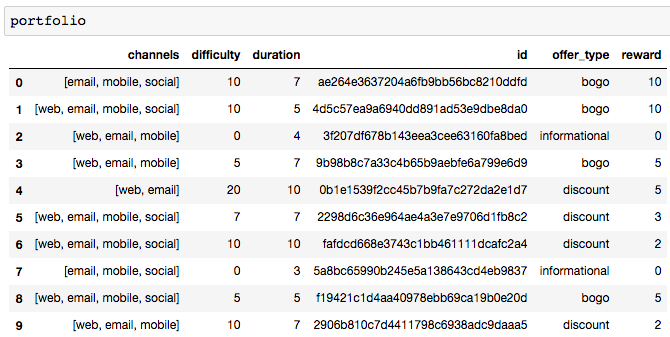 portfolio
channels difficulty duration id offer_type reward
0 [email, mobile, social] 10 7 ae264e3637204a6fb9bb56bc8210ddfd bogo 10
1 [web, email, mobile, social] 10 5 4d5c57ea9a6940dd891ad53e9dbe8da0 bogo 10
2 [web, email, mobile] 0 4 3f207df678b143eea3cee63160fa8bed informational 0
3 [web, email, mobile] 5 7 9b98b8c7a33c4b65b9aebfe6a799e6d9 bogo 5
4 [web, email] 20 10 0b1e1539f2cc45b7b9fa7c272da2e1d7 discount 5
5 [web, email, mobile, social] 7 7 2298d6c36e964ae4a3e7e9706d1fb8c2 discount 3
6 [web, email, mobile, social] 10 10 fafdcd668e3743c1bb461111dcafc2a4 discount 2
7 [email, mobile, social] 0 3 5a8bc65990b245e5a138643cd4eb9837 informational 0
8 [web, email, mobile, social] 5 5 f19421c1d4aa40978ebb69ca19b0e20d bogo 5
9 [web, email, mobile] 10 7 2906b810c7d4411798c6938adc9daaa5 discount 2